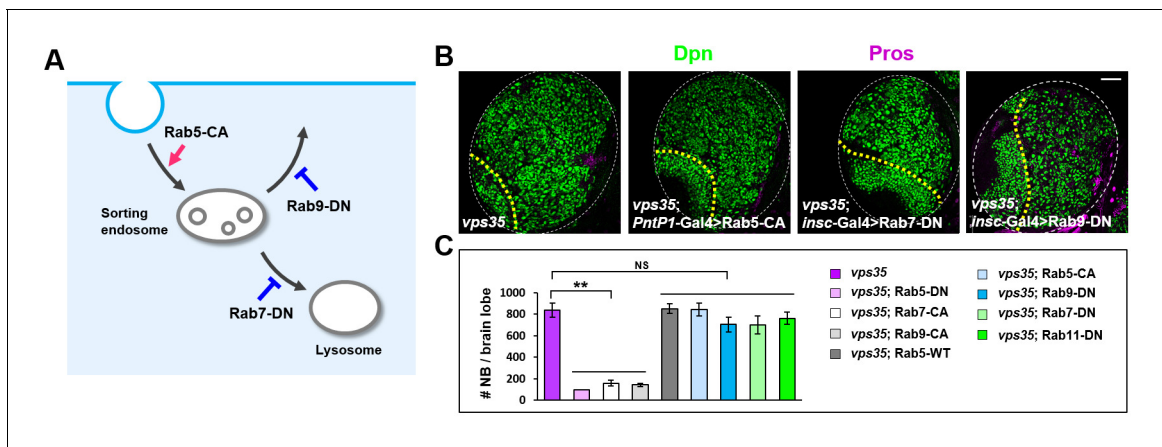 A
Rab5-CA
Sorting
endosome
Rab9-DN
Rab7-DN
Lysosome
B
Dpn
Pros
vps35
vps35;
PntP1-Gal4>Rab5-CA
vps35;
insc-Gal4>Rab7-DN
vps35;
insc-Gal4>Rab9-DN
C
# NB / brain lobe
1000
800
600
400
200
0
NS
**
vps35
vps35; Rab5-DN
vps35; Rab7-CA
vps35; Rab9-CA
vps35; Rab5-WT
vps35; Rab5-CA
vps35; Rab9-DN
vps35; Rab7-DN
vps35; Rab11-DN